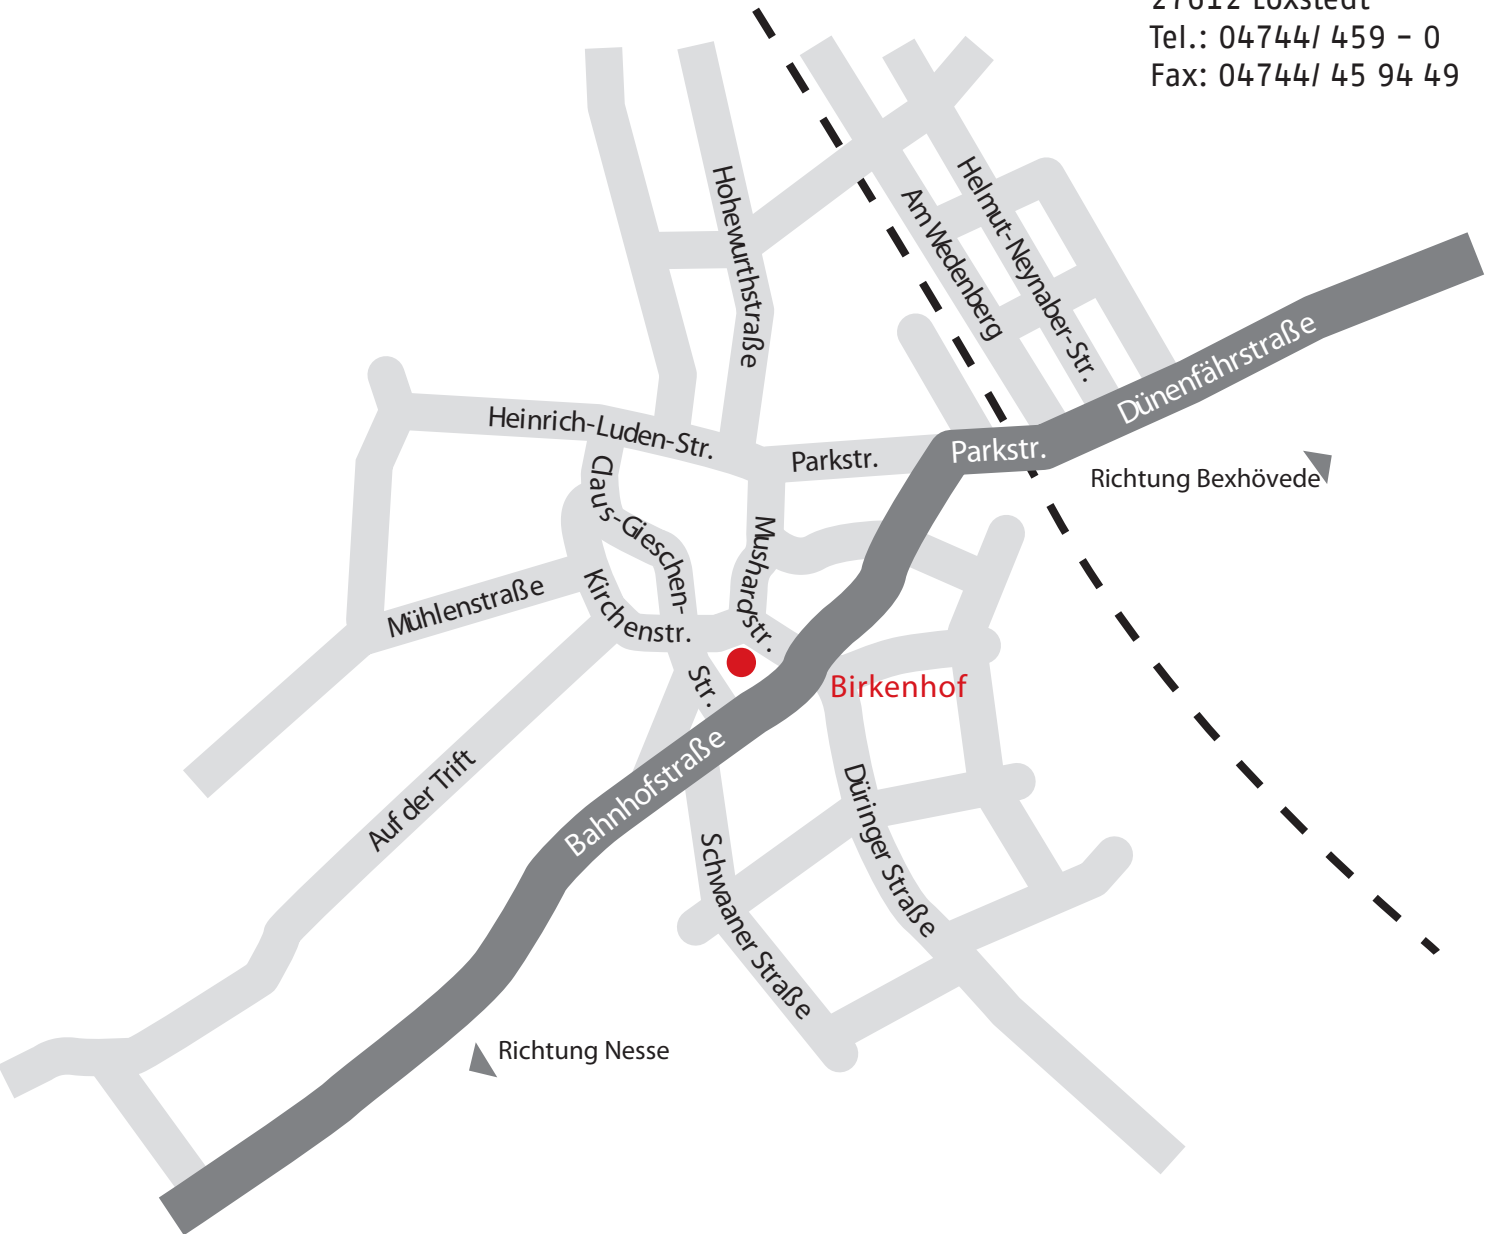 27612 Loxstedt
Tel.: 04744/ 459 - 0
Fax: 04744/ 45 94 49
Hohewurthstraße
Helmut-Neynaber-Str.
Am Wedenberg
Dünenfährstraße
Heinrich-Luden-Str.
Parkstr.
Parkstr.
Richtung Bexhövede
Claus-Gieschen-
Str.
Mushardstr.
Mühlenstraße
Kirchenstr.
Birkenhof
Bahnhofstraße
Auf der Trift
Düringer Straße
Schwaaner Straße
Richtung Nesse